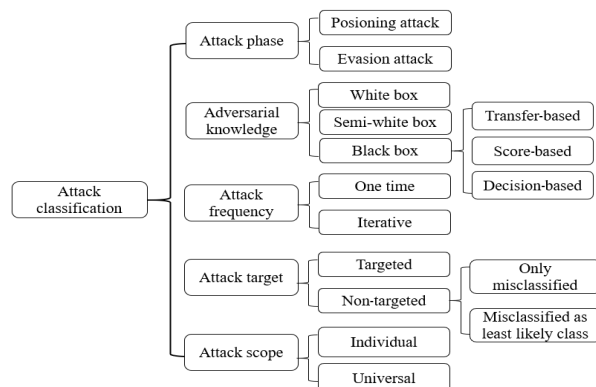 Attack
classification
Attack phase
Posioning attack
Evasion attack
Adversarial
knowledge
White box
Semi-white box
Black box
Transfer-based
Score-based
Decision-based
Attack
frequency
One time
Iterative
Attack target
Targeted
Non-targeted
Only
misclassified
Misclassified as
least likely class
Attack scope
Individual
Universal